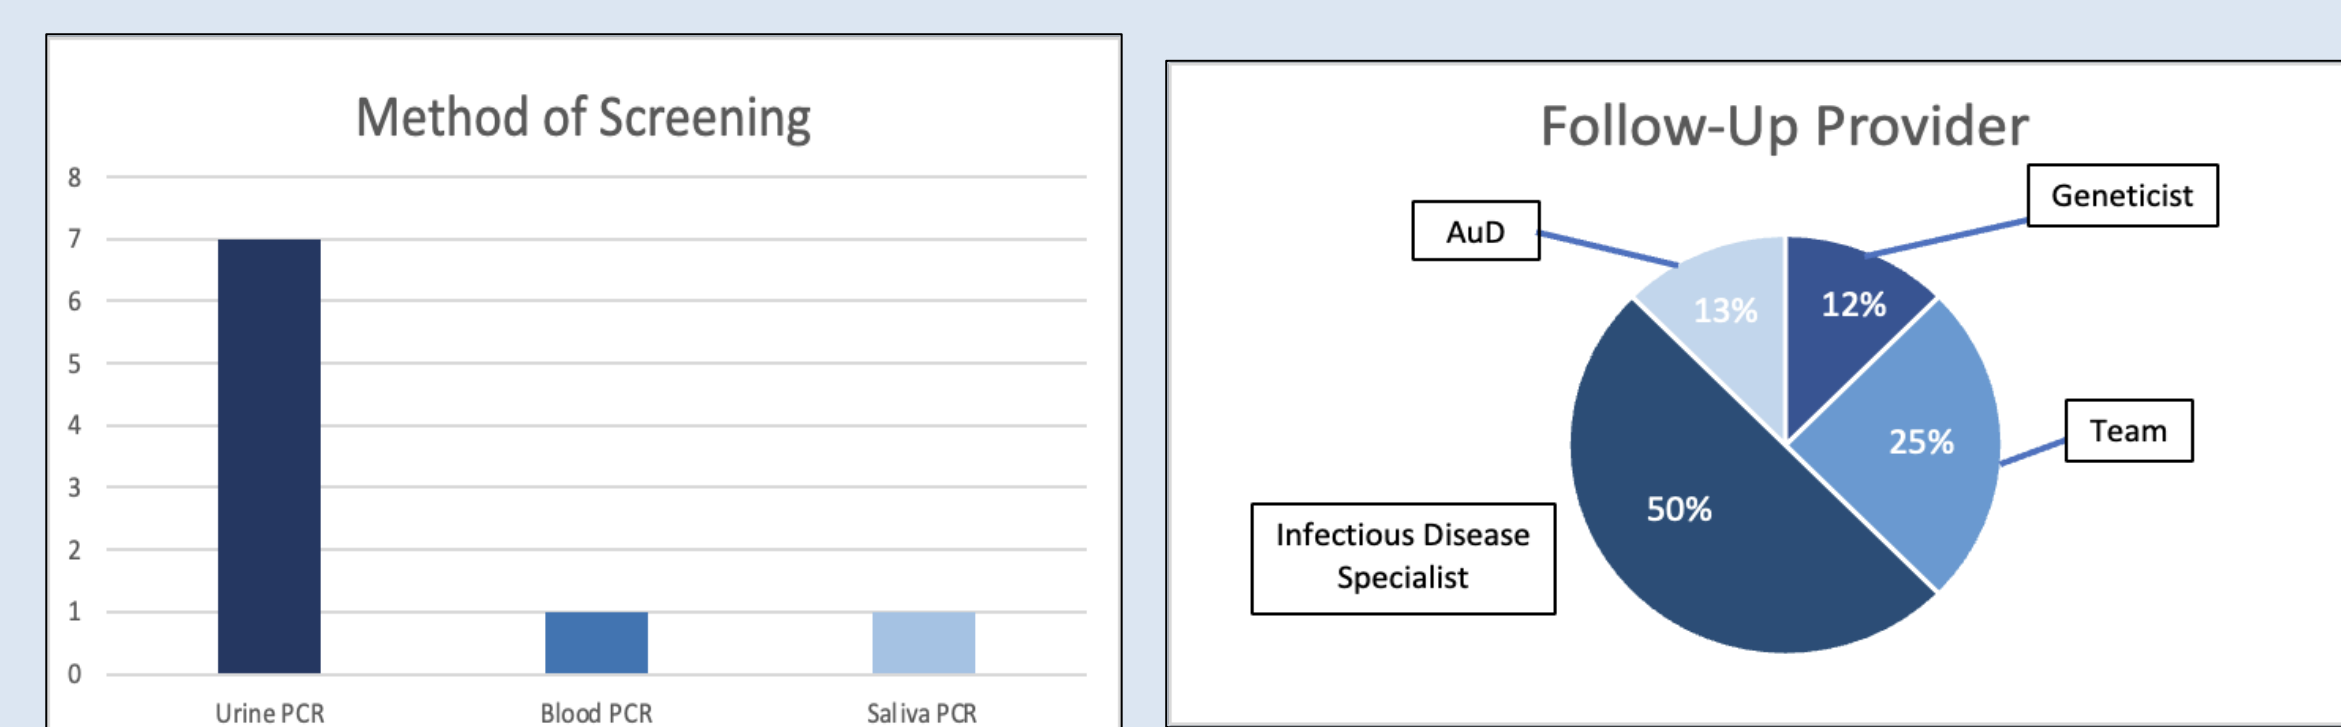 Method of Screening
8
7
6
5
4
3
2
1
0
Urine PCR
Blood PCR
Saliva PCR
Follow-Up Provider
AuD
Geneticist
13%
12%
25%
Team
50%
Infectious Disease
Specialist